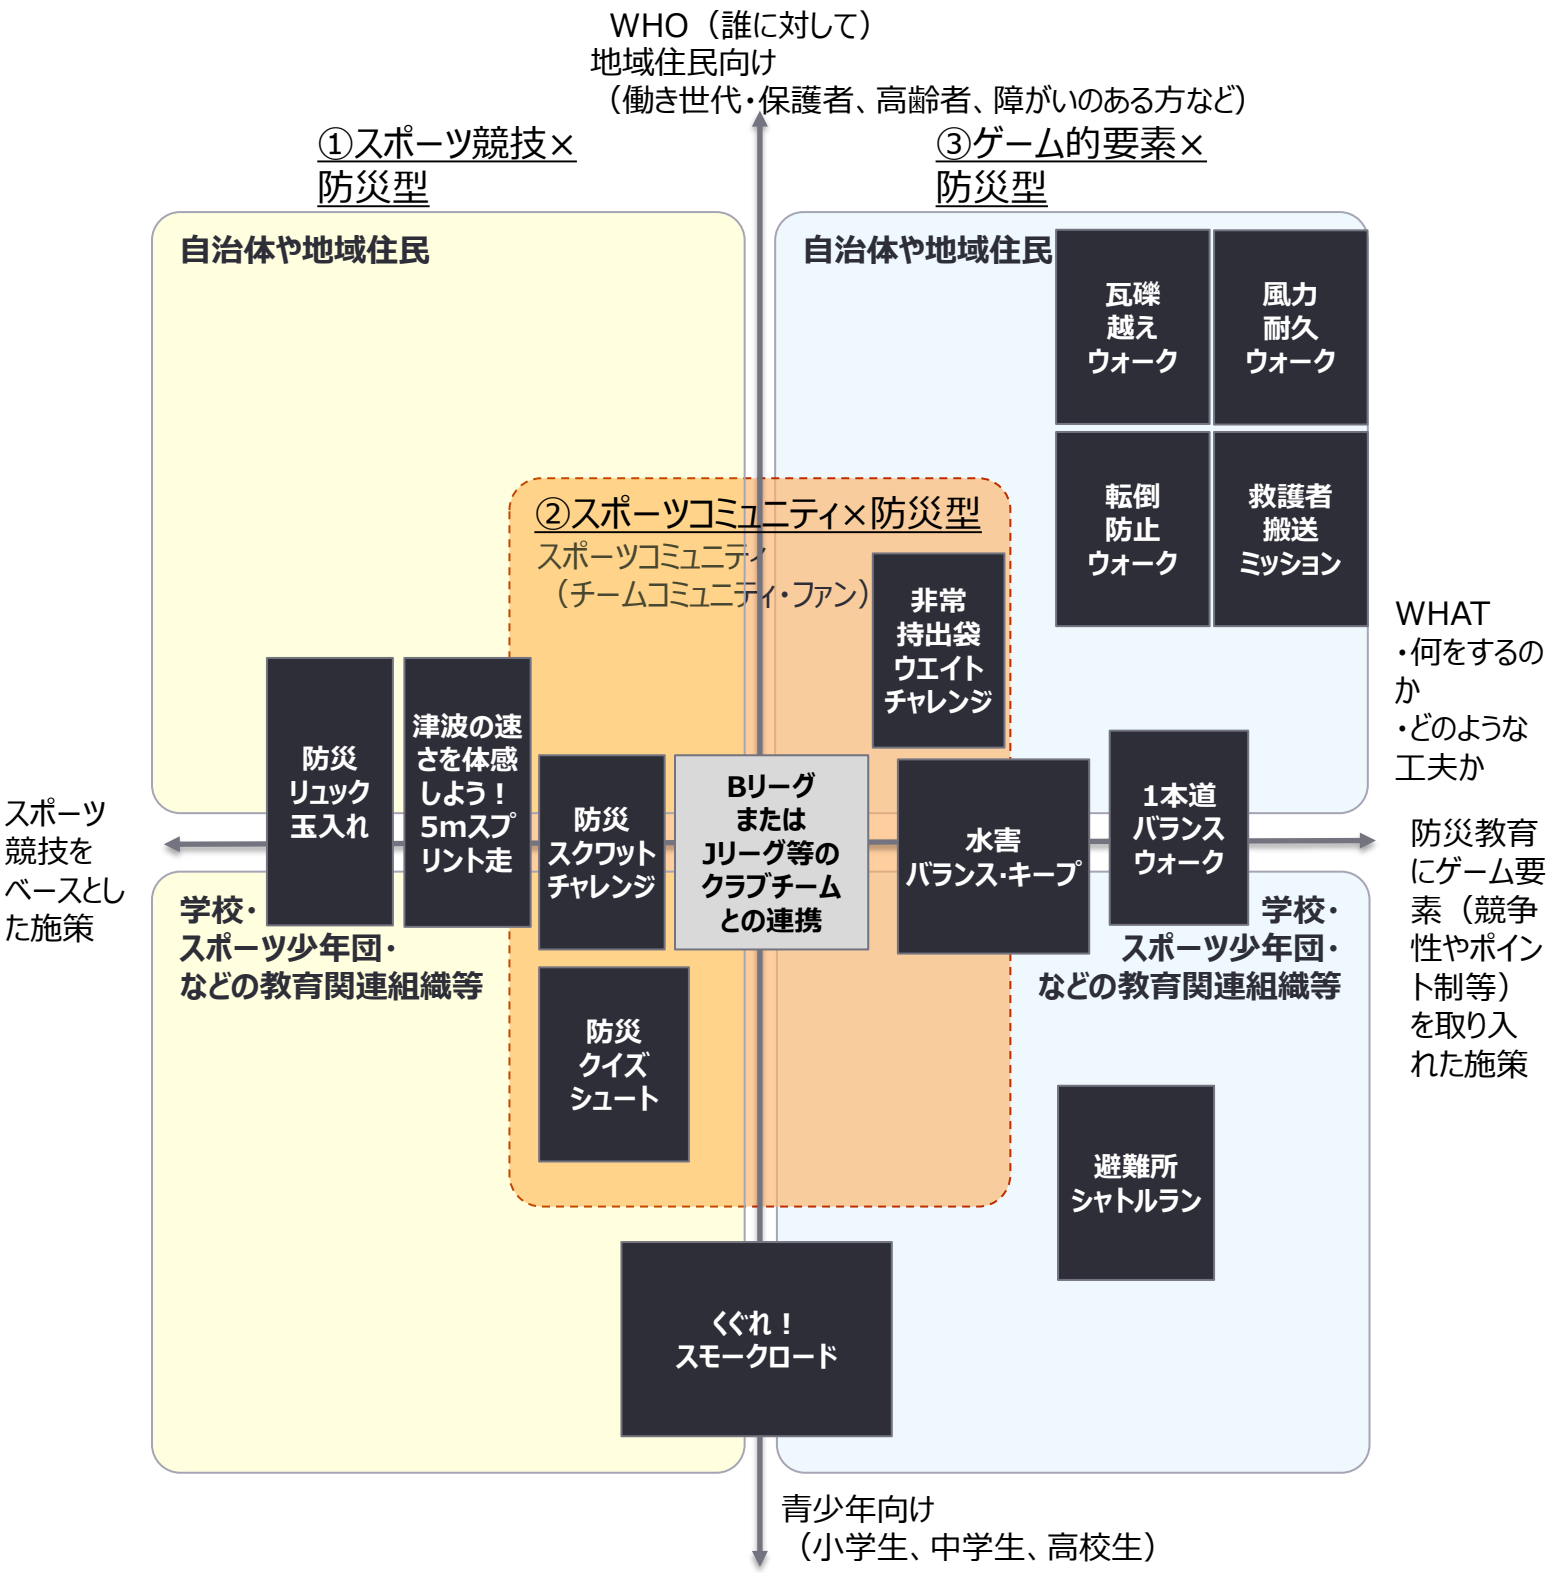 WHO（誰に対して）
地域住民向け
（働き世代・保護者、高齢者、障がいのある方など）
①スポーツ競技×
防災型
③ゲーム的要素×
防災型
自治体や地域住民
自治体や地域住民
瓦礫
越え
ウォーク
風力
耐久
ウォーク
転倒
防止
ウォーク
救護者
搬送
ミッション
②スポーツコミュニティ×防災型
スポーツコミュニティ
（チームコミュニティ・ファン）
非常
持出袋
ウエイト
チャレンジ
WHAT
・何をするの
か
・どのような
工夫か
防災
リュック
玉入れ
津波の速
さを体感
しよう！
5mスプ
リント走
防災
スクワット
チャレンジ
Bリーグ
または
Jリーグ等の
クラブチーム
との連携
水害
バランス・キープ
1本道
バランス
ウォーク
スポーツ
競技を
ベースとし
た施策
防災教育
にゲーム要
素（競争
性やポイン
ト制等）
を取り入
れた施策
学校・
スポーツ少年団・
などの教育関連組織等
学校・
スポーツ少年団・
などの教育関連組織等
防災
クイズ
シュート
避難所
シャトルラン
くぐれ！
スモークロード
青少年向け
（小学生、中学生、高校生）